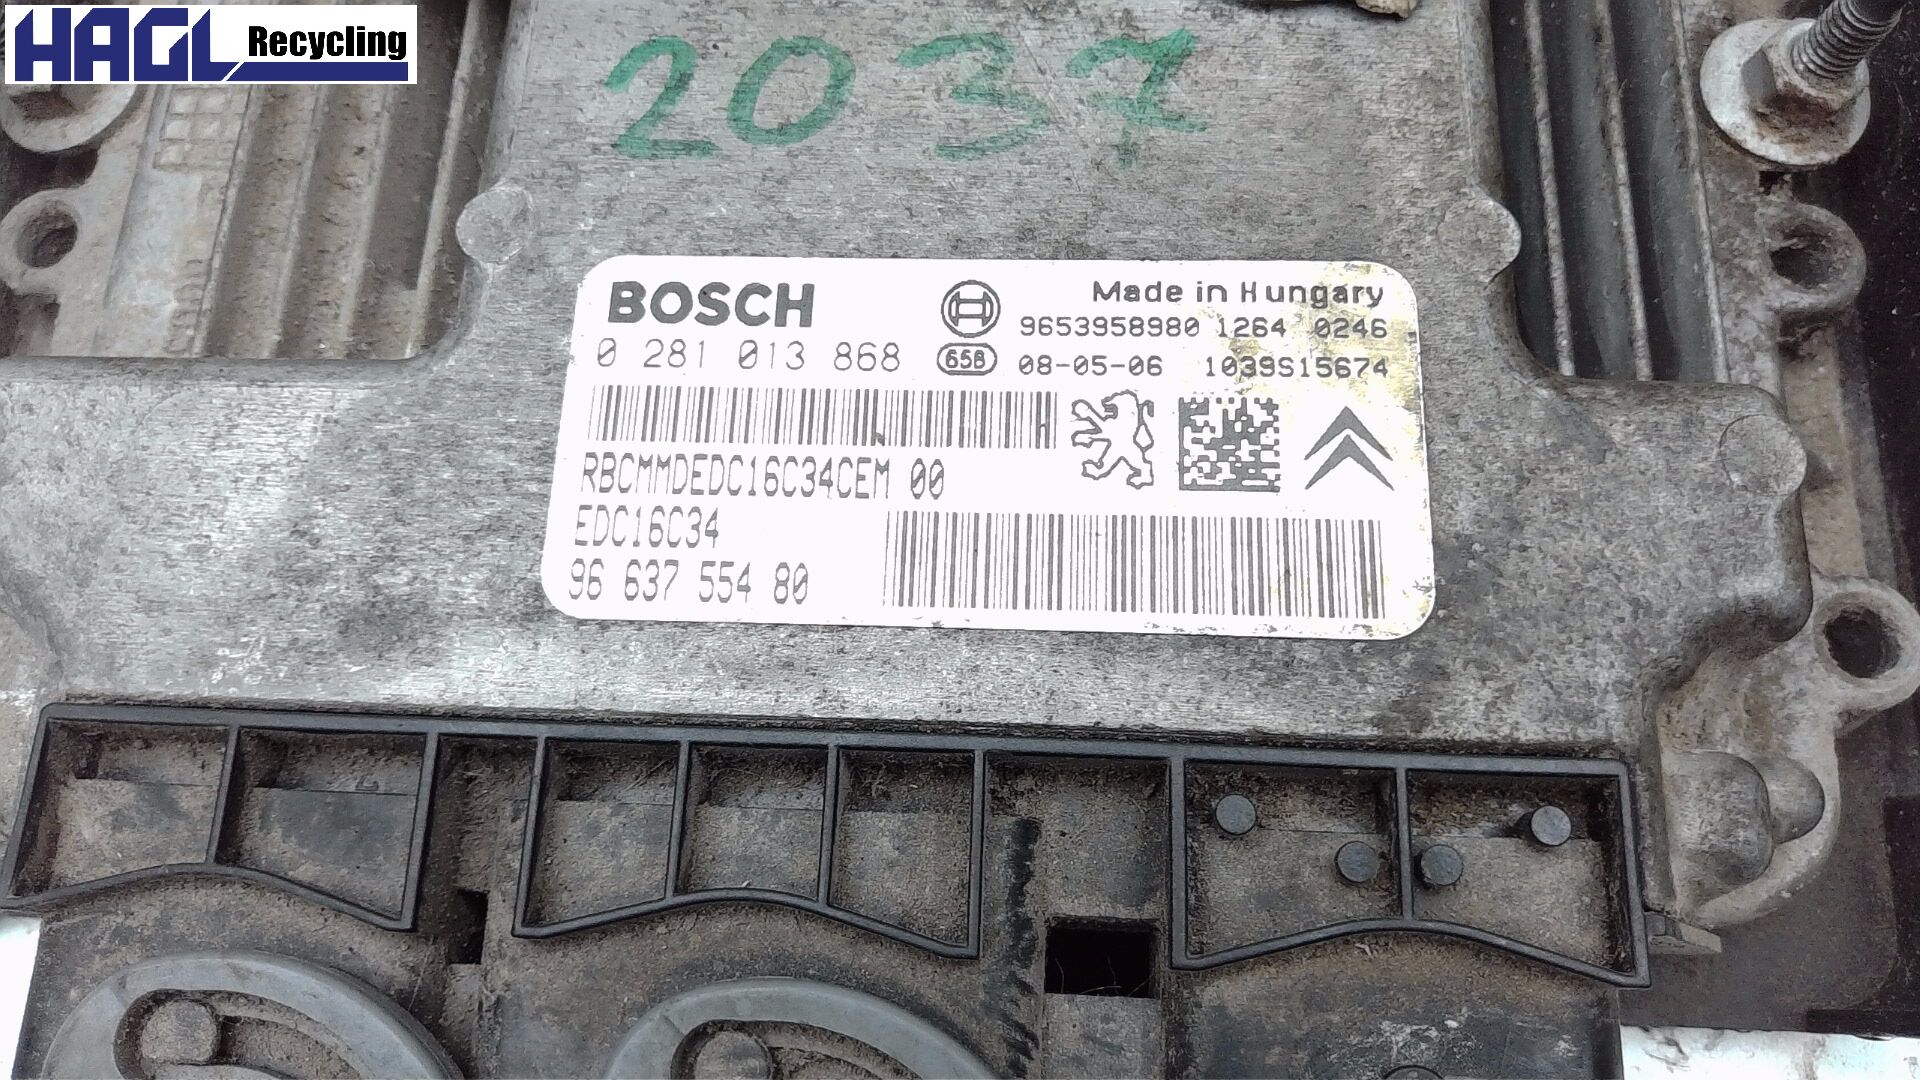 HAGL Recycling
2037
BOSCH
Made in Hungary
9653958980 1264 0246
0 281 013 868
65B
08-05-06 1039S15674
RBCMMDEDC16C34CEM 00
EDC16C34
96 637 554 80